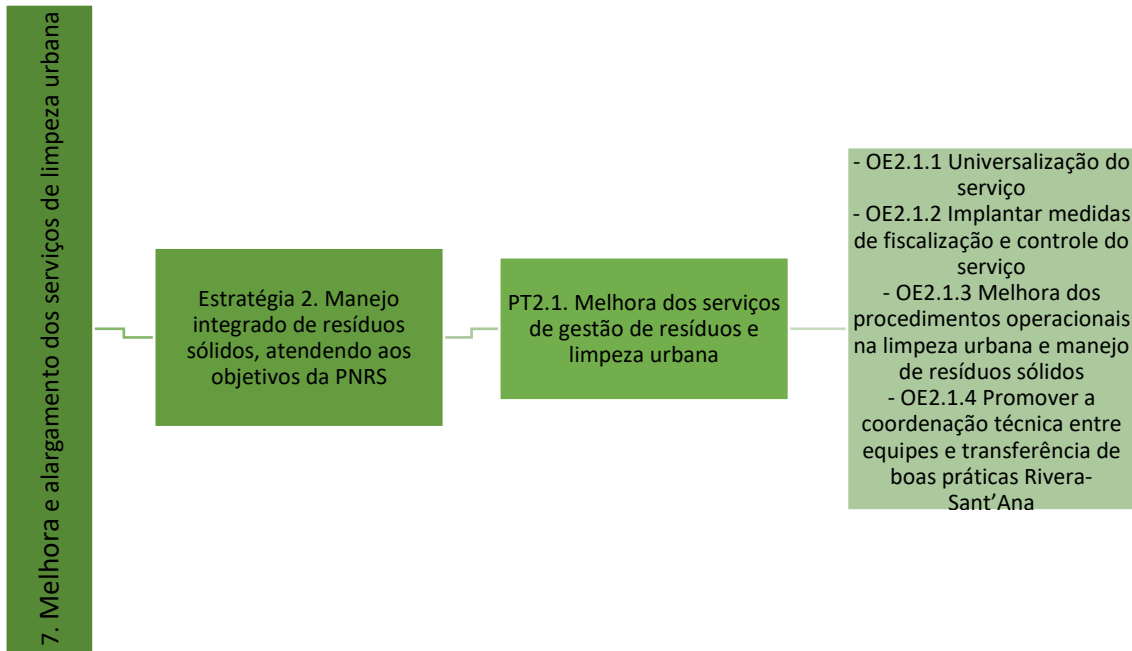 7. Melhora e alargamento dos serviços de limpeza urbana
Estratégia 2. Manejo
integrado de resíduos
sólidos, atendendo aos
objetivos da PNRS
PT2.1. Melhora dos serviços
de gestão de resíduos e
limpeza urbana
- OE2.1.1 Universalização do
serviço
- OE2.1.2 Implantar medidas
de fiscalização e controle do
serviço
- OE2.1.3 Melhora dos
procedimentos operacionais
na limpeza urbana e manejo
de resíduos sólidos
- OE2.1.4 Promover a
coordenação técnica entre
equipes e transferência de
boas práticas Rivera-
Sant’Ana